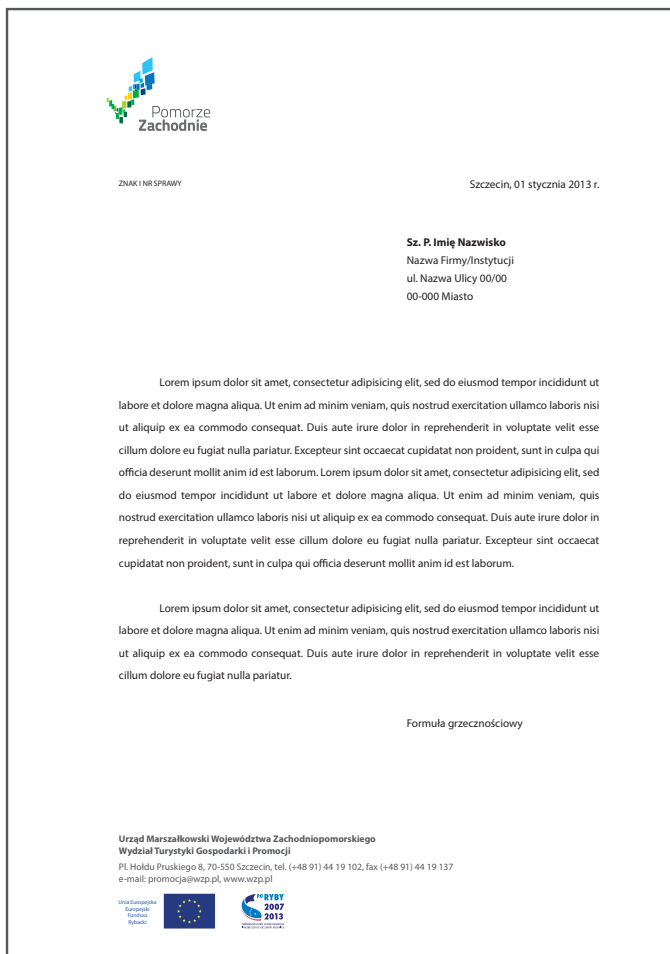 Pomorze
Zachodnie
ZNAK I NR SPRAWY
Szczecin, 01 stycznia 2013 r.
Sz. P. Imię Nazwisko
Nazwa Firmy/Instytucji
ul. Nazwa Ulicy 00/00
00-000 Miasto
Lorem ipsum dolor sit amet, consectetur adipisicing elit, sed do eiusmod tempor incididunt ut
labore et dolore magna aliqua. Ut enim ad minim veniam, quis nostrud exercitation ullamco laboris nisi
ut aliquip ex ea commodo consequat. Duis aute irure dolor in reprehenderit in voluptate velit esse
cillum dolore eu fugiat nulla pariatur. Excepteur sint occaecat cupidatat non proident, sunt in culpa qui
officia deserunt mollit anim id est laborum. Lorem ipsum dolor sit amet, consectetur adipisicing elit, sed
do eiusmod tempor incididunt ut labore et dolore magna aliqua. Ut enim ad minim veniam, quis
nostrud exercitation ullamco laboris nisi ut aliquip ex ea commodo consequat. Duis aute irure dolor in
reprehenderit in voluptate velit esse cillum dolore eu fugiat nulla pariatur. Excepteur sint occaecat
cupidatat non proident, sunt in culpa qui officia deserunt mollit anim id est laborum.
Lorem ipsum dolor sit amet, consectetur adipisicing elit, sed do eiusmod tempor incididunt ut
labore et dolore magna aliqua. Ut enim ad minim veniam, quis nostrud exercitation ullamco laboris nisi
ut aliquip ex ea commodo consequat. Duis aute irure dolor in reprehenderit in voluptate velit esse
cillum dolore eu fugiat nulla pariatur.
Formuła grzecznościowy
Urząd Marszałkowski Województwa Zachodniopomorskiego
Wydział Turystyki Gospodarki i Promocji
Pl. Hołdu Pruskiego 8, 70-550 Szczecin, tel. (+48 91) 44 19 102, fax (+48 91) 44 19 137
e-mail: promocja@wzp.pl, www.wzp.pl
Unia Europejska
Europejski
Fundusz
Rybacki
PO RYBY
2007
2013